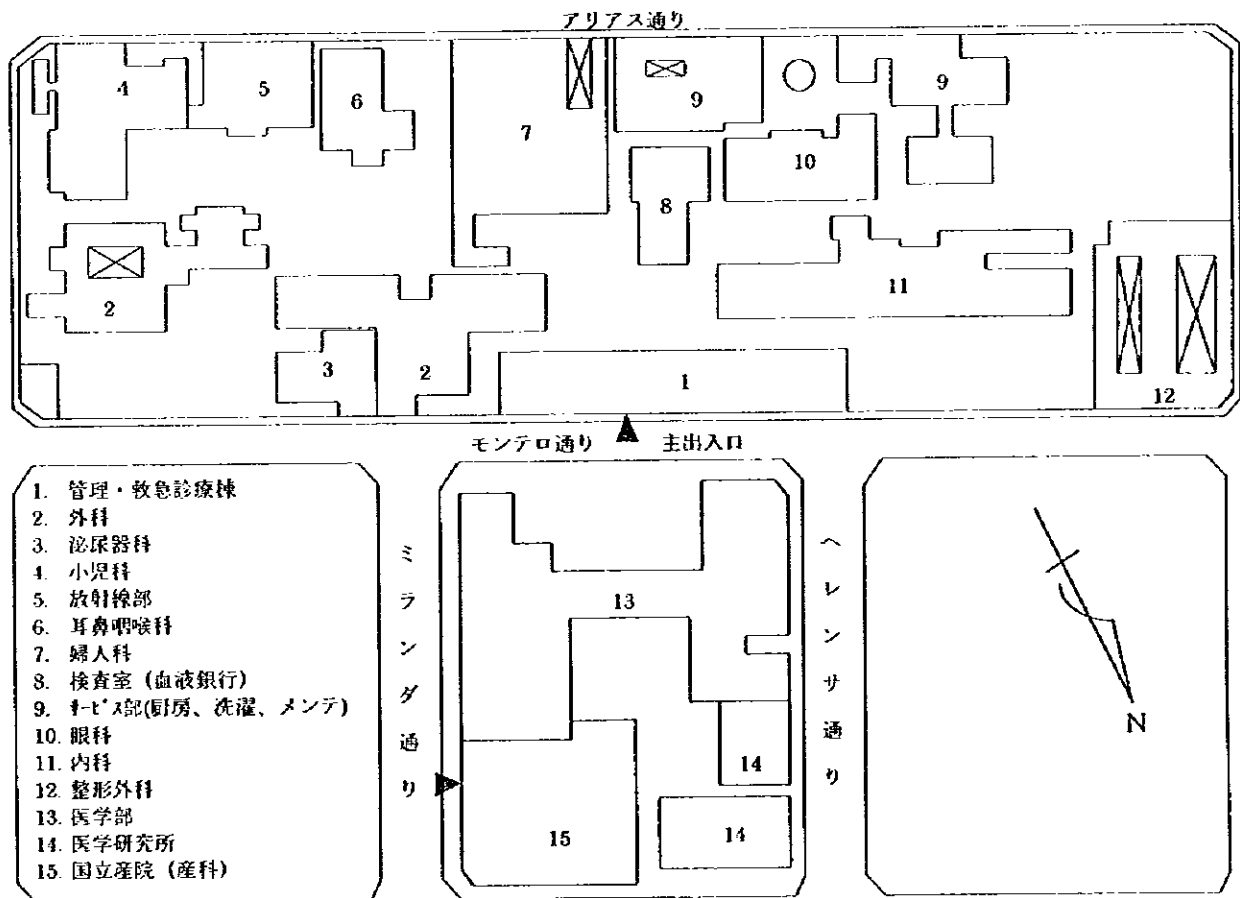 アリアス通り
4
5
6
7
9
9
10
8
2
11
3
2
1
12
モンテロ通り 主出入口
1. 管理・救急診療棟
2. 外科
3. 泌尿器科
4. 小児科
5. 放射線部
6. 耳鼻咽喉科
7. 婦人科
8. 検査室 (血液銀行)
9. サービス部(厨房、洗濯、メンテ)
10. 眼科
11. 内科
12. 整形外科
13. 医学部
14. 医学研究所
15. 国立産院 (産科)
ミランダ通り
13
14
15
14
ヘレンサ通り
N